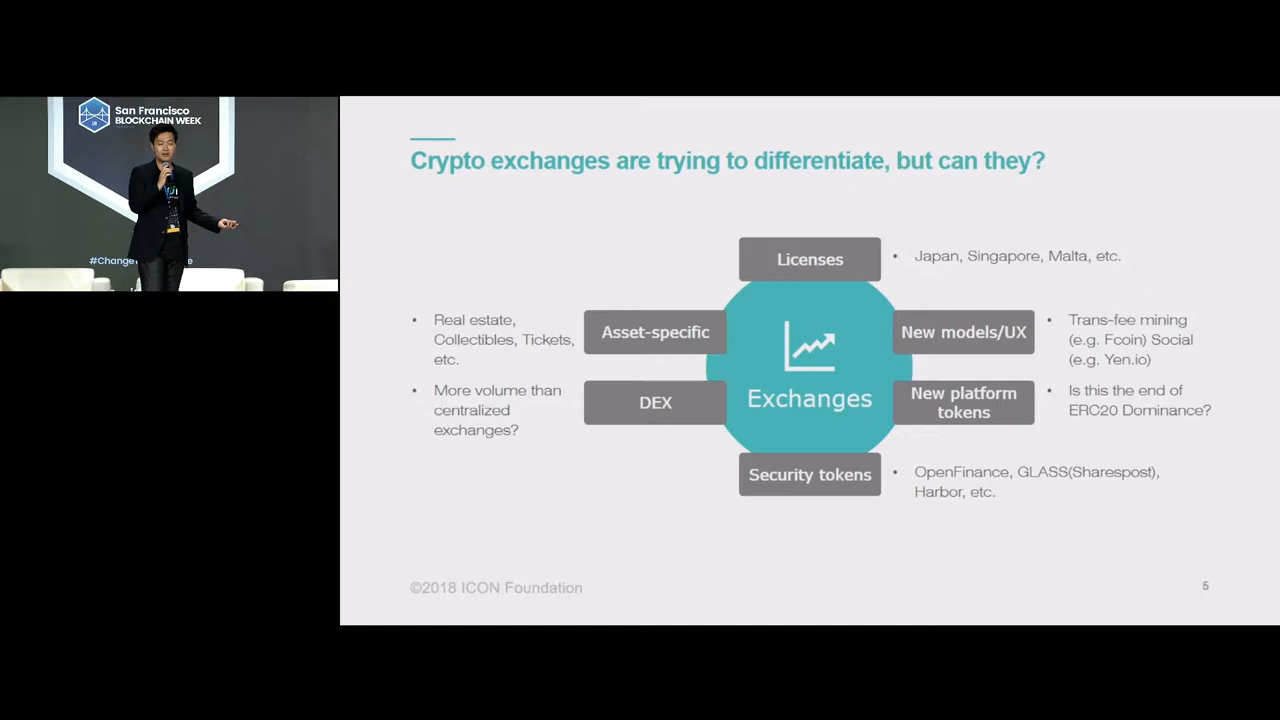 San Francisco
BLOCKCHAIN WEEK
Crypto exchanges are trying to differentiate, but can they?
Licenses
• Japan, Singapore, Malta, etc.
• Real estate,
Collectibles, Tickets,
etc.
Asset-specific
New models/UX
• Trans-fee mining
(e.g. Fcoin) Social
(e.g. Yen.io)
• More volume than
centralized
exchanges?
DEX
Exchanges
New platform
tokens
• Is this the end of
ERC20 Dominance?
Security tokens
• OpenFinance, GLASS(Sharespost),
Harbor, etc.
©2018 ICON Foundation
5